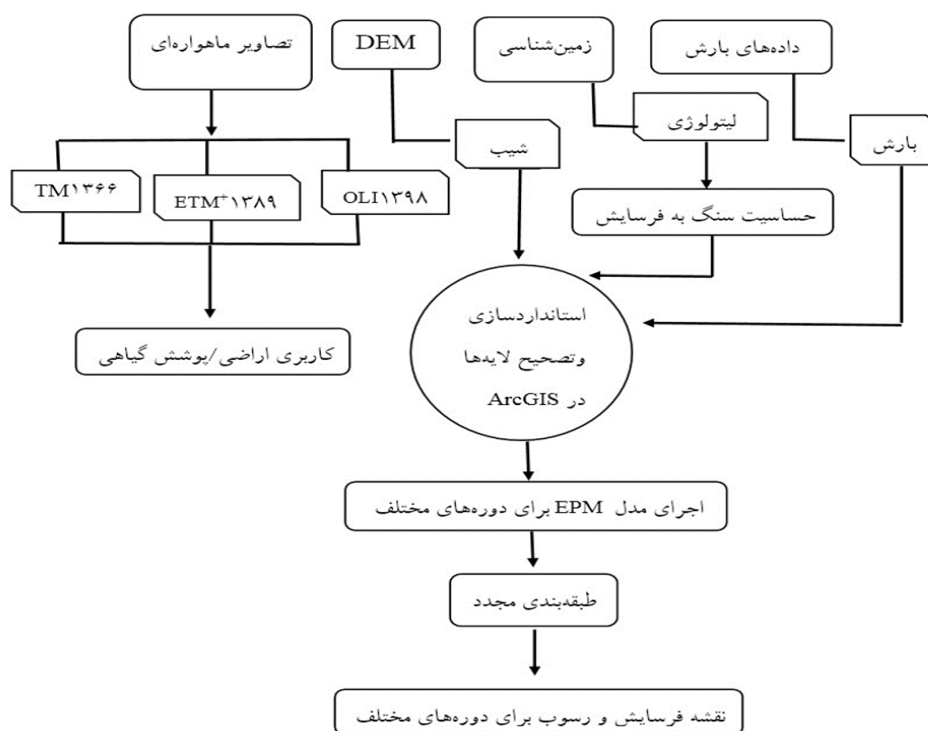 داده‌های بارش
زمین‌شناسی
DEM
تصاویر ماهواره‌ای
بارش
لیتولوژی
شیب
OLI۱۳۹۸
ETM⁺۱۳۸۹
TM۱۳۶۶
حساسیت سنگ به فرسایش
استانداردسازی
وتصحیح لایه‌ها
در ArcGIS
کاربری اراضی/پوشش گیاهی
اجرای مدل EPM برای دوره‌های مختلف
طبقه‌بندی مجدد
نقشه فرسایش و رسوب برای دوره‌های مختلف